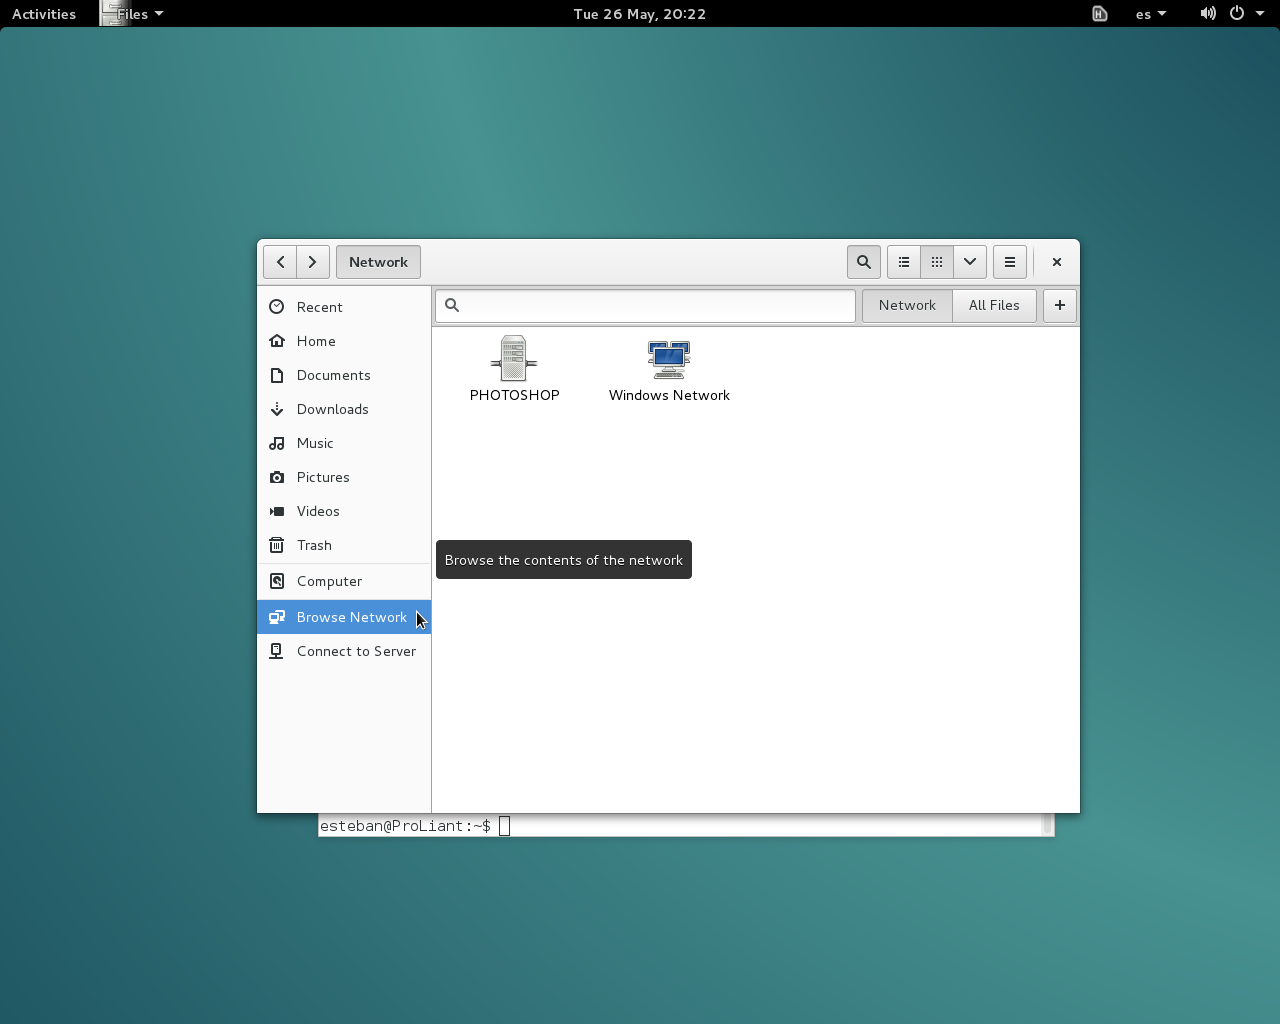 Activities Files Tue 26 May, 20:22 es
Network
Network All Files
Recent
Home
Documents
Downloads
Music
Pictures
Videos
Trash
Computer
Browse Network
Connect to Server
PHOTOSHOP Windows Network
Browse the contents of the network
esteban@ProLiant:~$